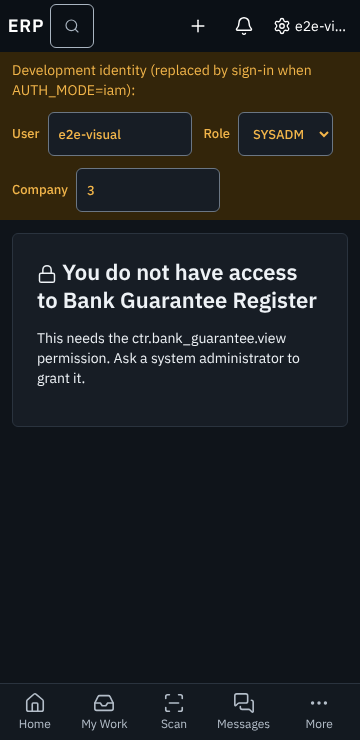 ERP
e2e-vi...
Development identity (replaced by sign-in when
AUTH_MODE=iam):
User
e2e-visual
Role
SYSADM
Company
3
You do not have access
to Bank Guarantee Register
This needs the ctr.bank_guarantee.view
permission. Ask a system administrator to
grant it.
Home
My Work
Scan
Messages
More